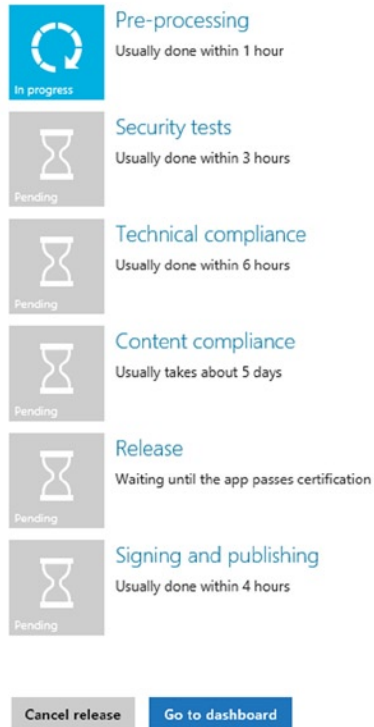 Pre-processing
Usually done within 1 hour
In progress
Security tests
Usually done within 3 hours
Pending
Technical compliance
Usually done within 6 hours
Pending
Content compliance
Usually takes about 5 days
Pending
Release
Waiting until the app passes certification
Pending
Signing and publishing
Usually done within 4 hours
Pending
Cancel release
Go to dashboard